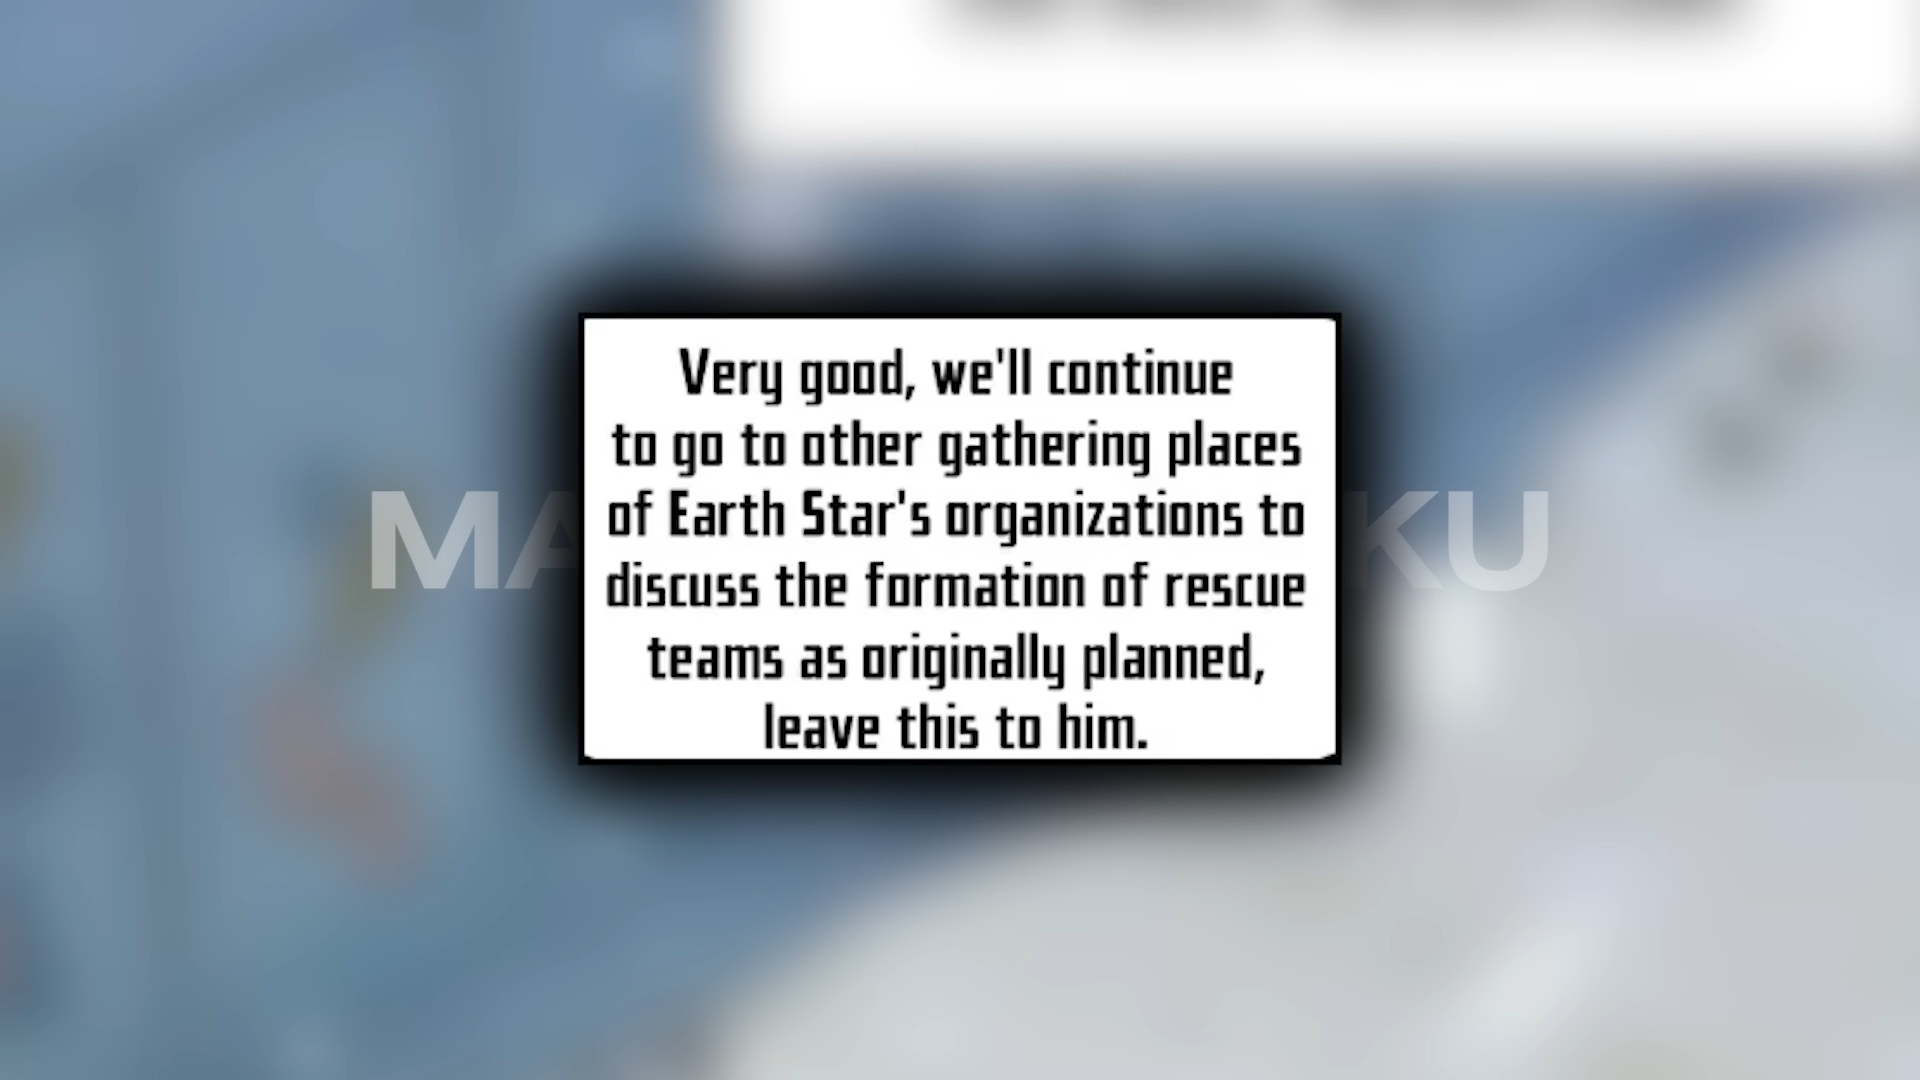 Very good, we'll continue
to go to other gathering places
of Earth Star's organizations to
discuss the formation of rescue
teams as originally planned,
leave this to him.